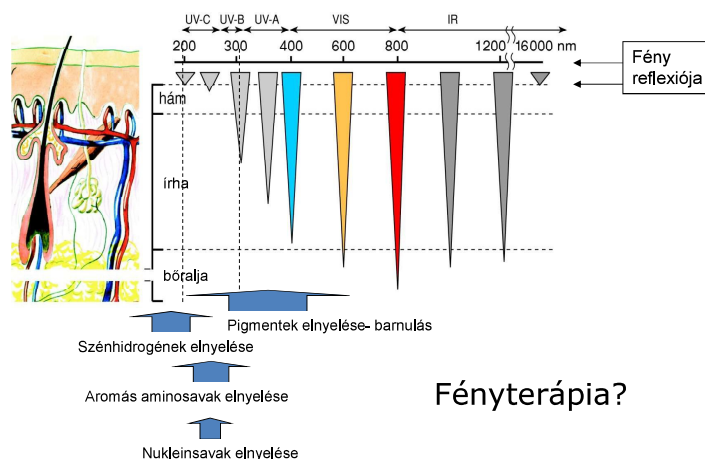 UV-C UV-B UV-A VIS IR
200 300 400 600 800 1200 16000 nm
Fény
reflexiója
hám
írha
bőralja
Pigmentek elnyelése- barnulás
Szénhidrogének elnyelése
Aromás aminosavak elnyelése
Fényterápia?
Nukleinsavak elnyelése